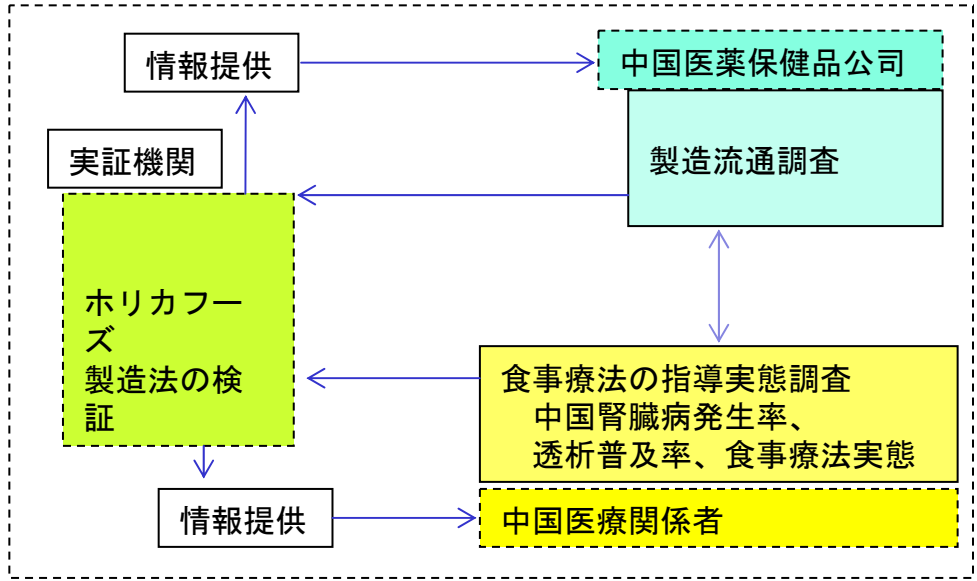 情報提供
中国医薬保健品公司
実証機関
製造流通調査
ホリカフー
ズ
製造法の検
証
食事療法の指導実態調査
中国腎臓病発生率、
透析普及率、食事療法実態
情報提供
中国医療関係者